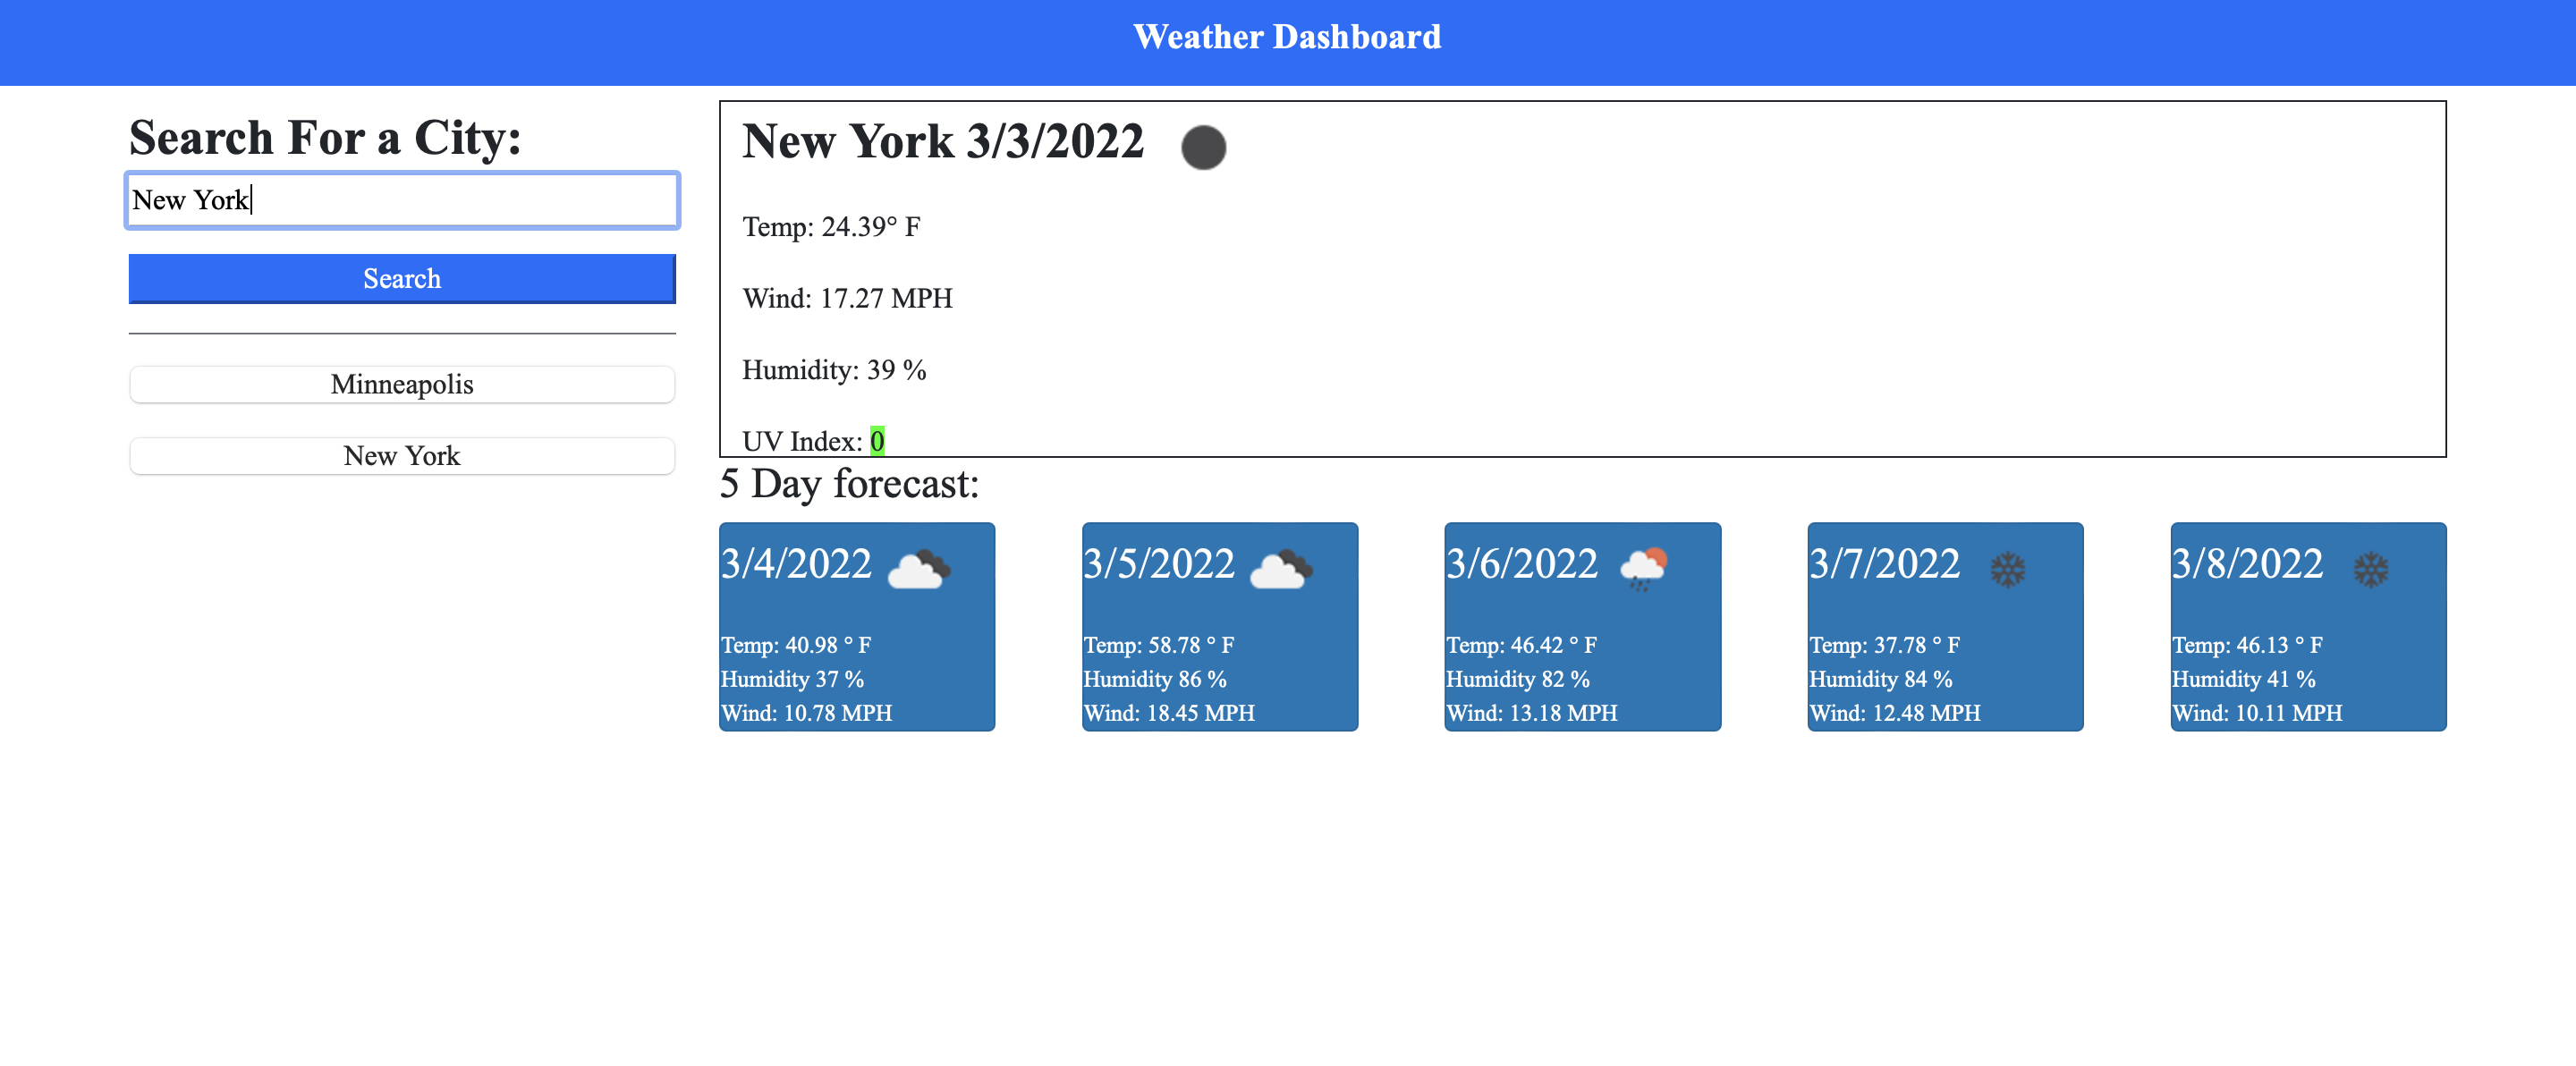 Weather Dashboard
Search For a City:
New York
Search
Minneapolis
New York
New York 3/3/2022
Temp: 24.39° F
Wind: 17.27 MPH
Humidity: 39 %
UV Index: 0
5 Day forecast:
3/4/2022
Temp: 40.98 ° F
Humidity 37 %
Wind: 10.78 MPH
3/5/2022
Temp: 58.78 ° F
Humidity 86 %
Wind: 18.45 MPH
3/6/2022
Temp: 46.42 ° F
Humidity 82 %
Wind: 13.18 MPH
3/7/2022
Temp: 37.78 ° F
Humidity 84 %
Wind: 12.48 MPH
3/8/2022
Temp: 46.13 ° F
Humidity 41 %
Wind: 10.11 MPH